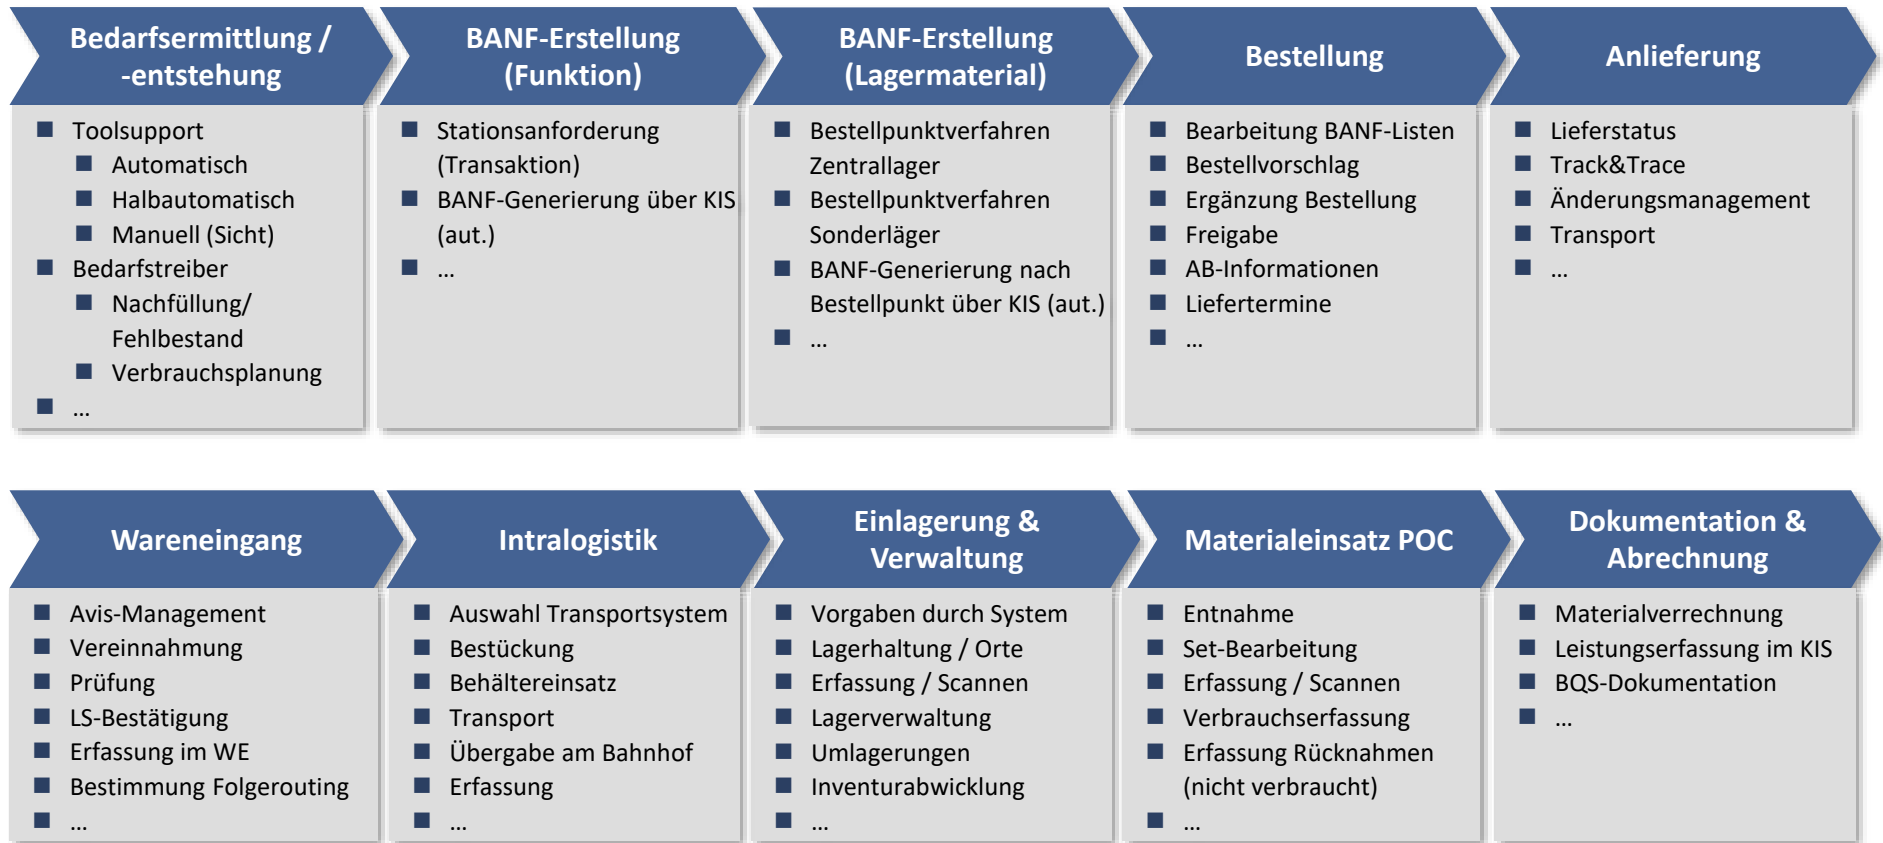 Bedarfsermittlung /
-entstehung
Toolsupport
Automatisch
Halbautomatisch
Manuell (Sicht)
Bedarfstreiber
Nachfüllung/
Fehlbestand
Verbrauchsplanung
...
BANF-Erstellung
(Funktion)
Stationsanforderung
(Transaktion)
BANF-Generierung über KIS
(aut.)
...
BANF-Erstellung
(Lagermaterial)
Bestellpunktverfahren
Zentrallager
Bestellpunktverfahren
Sonderläger
BANF-Generierung nach
Bestellpunkt über KIS (aut.)
...
Bestellung
Bearbeitung BANF-Listen
Bestellvorschlag
Ergänzung Bestellung
Freigabe
AB-Informationen
Liefertermine
...
Anlieferung
Lieferstatus
Track&Trace
Änderungsmanagement
Transport
...
Wareneingang
Avis-Management
Vereinnahmung
Prüfung
LS-Bestätigung
Erfassung im WE
Bestimmung Folgerouting
...
Intralogistik
Auswahl Transportsystem
Bestückung
Behältereinsatz
Transport
Übergabe am Bahnhof
Erfassung
...
Einlagerung &
Verwaltung
Vorgaben durch System
Lagerhaltung / Orte
Erfassung / Scannen
Lagerverwaltung
Umlagerungen
Inventurabwicklung
...
Materialeinsatz POC
Entnahme
Set-Bearbeitung
Erfassung / Scannen
Verbrauchserfassung
Erfassung Rücknahmen
(nicht verbraucht)
...
Dokumentation &
Abrechnung
Materialverrechnung
Leistungserfassung im KIS
BQS-Dokumentation
...